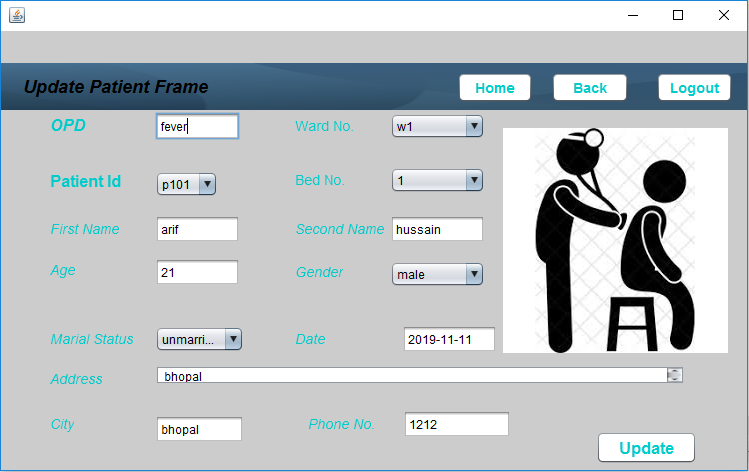 Update Patient Frame Home Back Logout
OPD fever Ward No. w1
Patient Id p101 Bed No. 1
First Name arif Second Name hussain
Age 21 Gender male
Marial Status unmarri... Date 2019-11-11
Address bhopal
City bhopal Phone No. 1212
Update